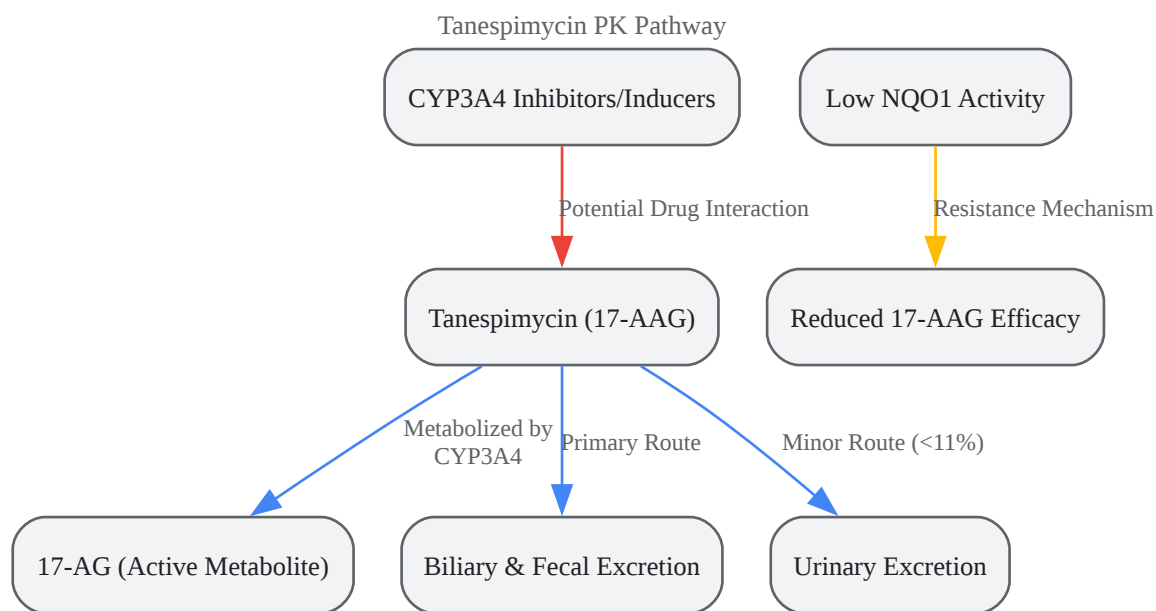 Tanespimycin PK Pathway
CYP3A4 Inhibitors/Inducers
Low NQO1 Activity
Potential Drug Interaction
Resistance Mechanism
Tanespimycin (17-AAG)
Reduced 17-AAG Efficacy
Metabolized by
CYP3A4
Primary Route
Minor Route (<11%)
17-AG (Active Metabolite)
Biliary & Fecal Excretion
Urinary Excretion